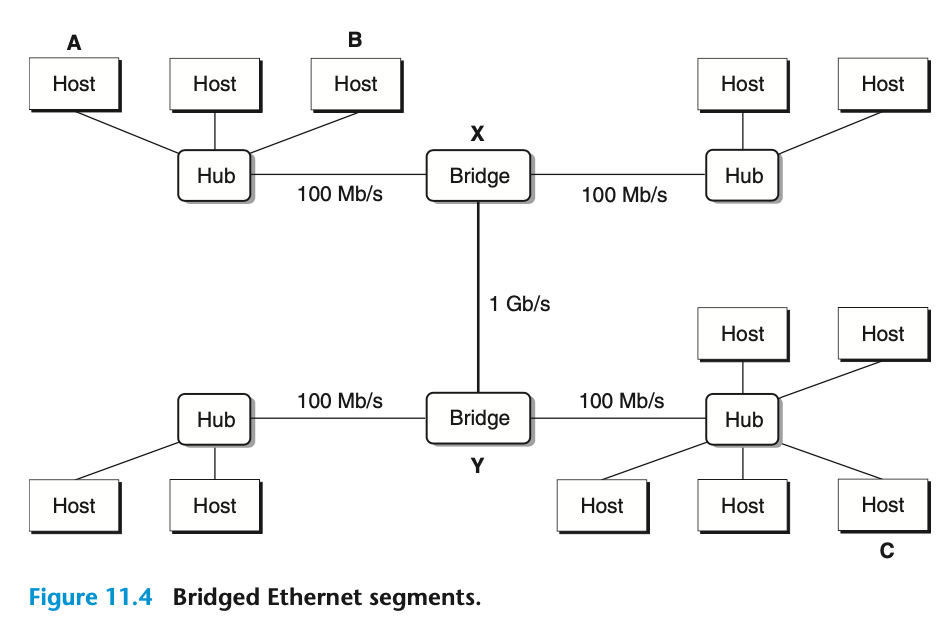 A
B
Host
Host
Host
Host
Host
X
Hub
Bridge
Hub
100 Mb/s
100 Mb/s
1 Gb/s
Host
Host
100 Mb/s
100 Mb/s
Hub
Bridge
Hub
Y
Host
Host
Host
Host
Host
C
Figure 11.4 Bridged Ethernet segments.